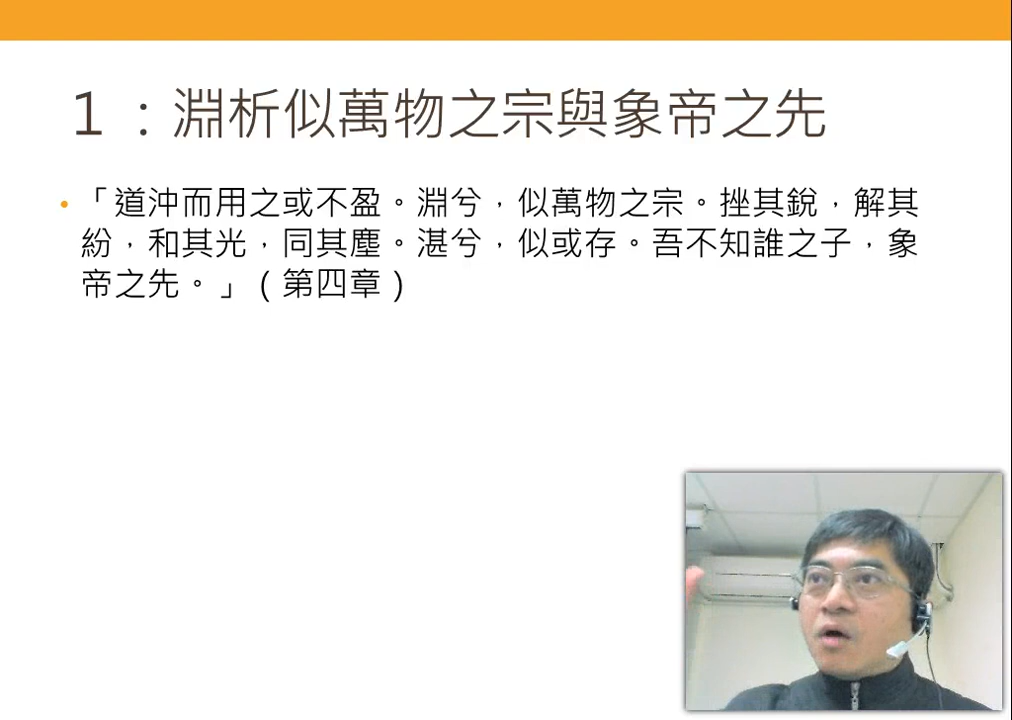 1：淵析似萬物之宗與象帝之先
•「道沖而用之或不盈。淵兮，似萬物之宗。挫其銳，解其
紛，和其光，同其塵。湛兮，似或存。吾不知誰之子，象
帝之先。」（第四章）